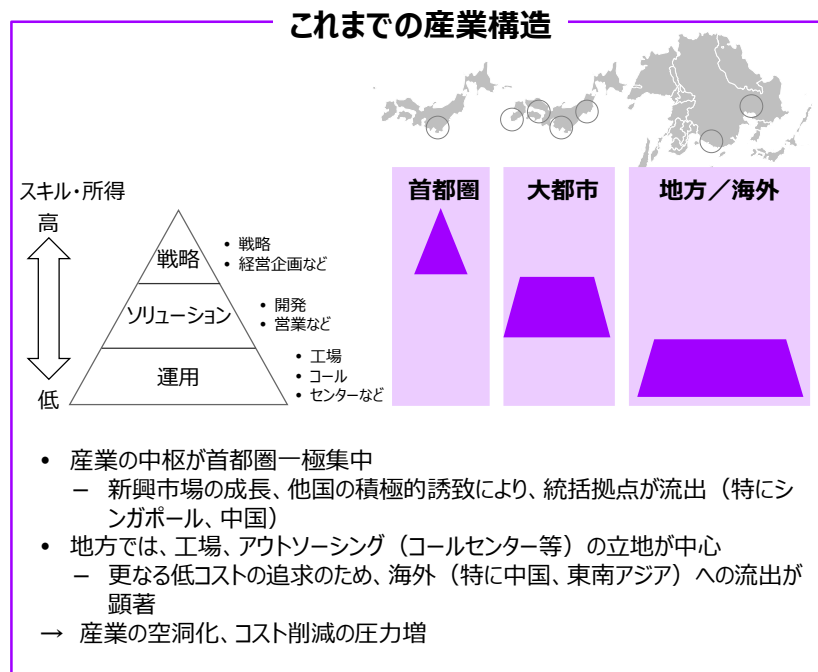 これまでの産業構造
首都圏
大都市
地方／海外
スキル・所得
高
低
戦略
• 戦略
• 経営企画など
ソリューション
• 開発
• 営業など
運用
• 工場
• コール
• センターなど
• 産業の中枢が首都圏一極集中
– 新興市場の成長、他国の積極的誘致により、統括拠点が流出（特にシ
ンガポール、中国）
• 地方では、工場、アウトソーシング（コールセンター等）の立地が中心
– 更なる低コストの追求のため、海外（特に中国、東南アジア）への流出が
顕著
→ 産業の空洞化、コスト削減の圧力増